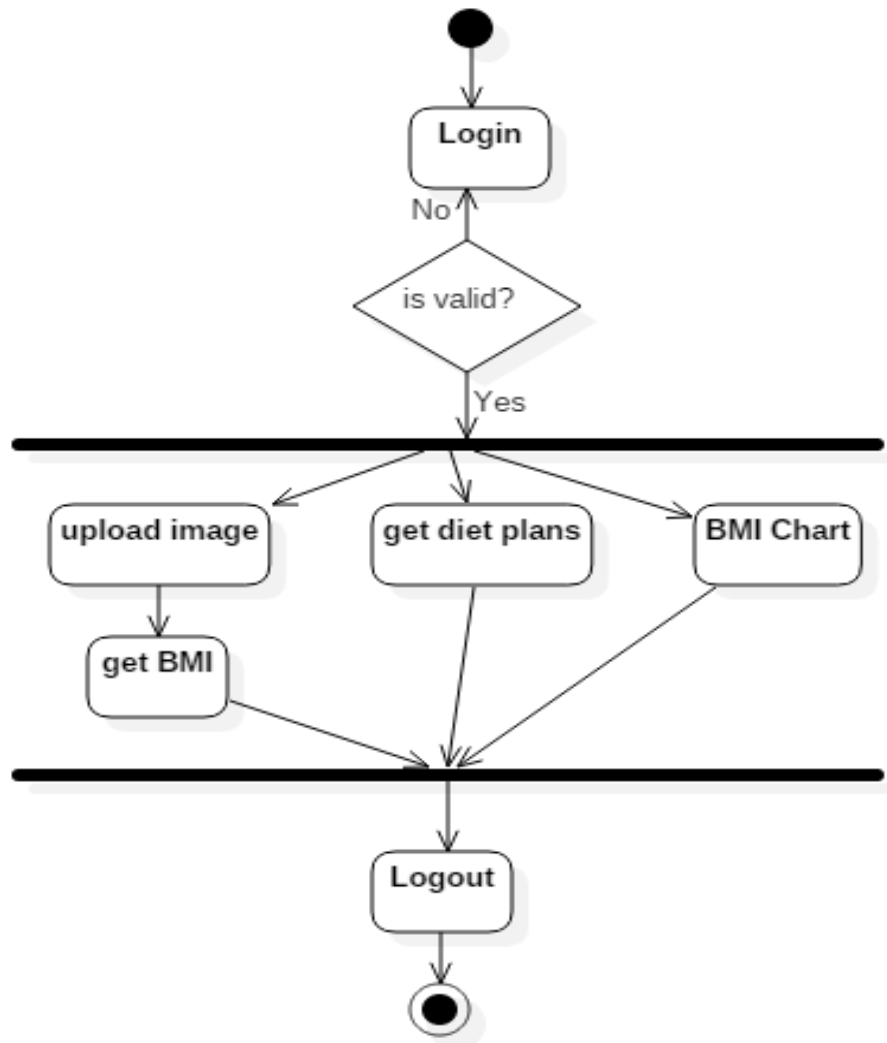 Login
No
is valid?
Yes
upload image
get diet plans
BMI Chart
get BMI
Logout